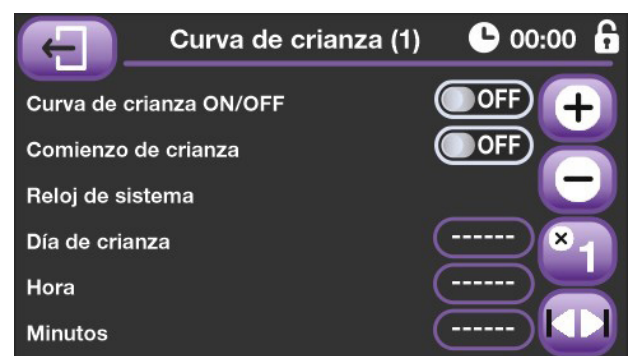 Curva de crianza (1) 00:00
Curva de crianza ON/OFF OFF
Comienzo de crianza OFF
Reloj de sistema
Día de crianza ------
× 1
Hora ------
Minutos ------